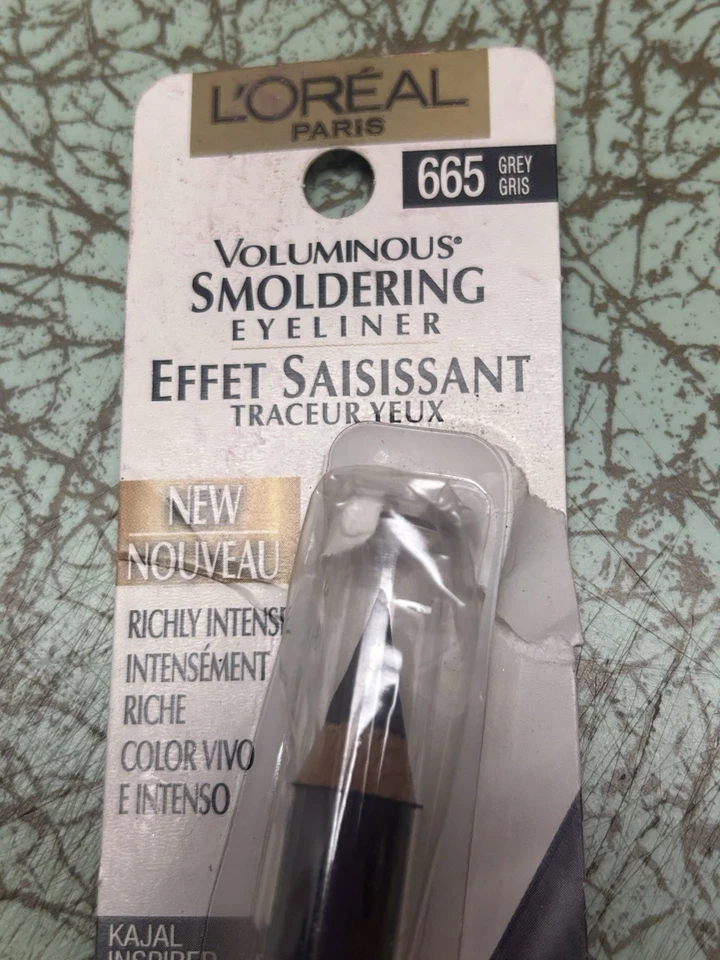 L'ORÉAL
PARIS
665 GREY
GRIS
VOLUMINOUS®
SMOLDERING
EYELINER
EFFET SAISISSANT
TRACEUR YEUX
NEW
NOUVEAU
RICHLY INTENSE
INTENSÉMENT
RICHE
COLOR VIVO
E INTENSO
KAJAL
INSPIRED